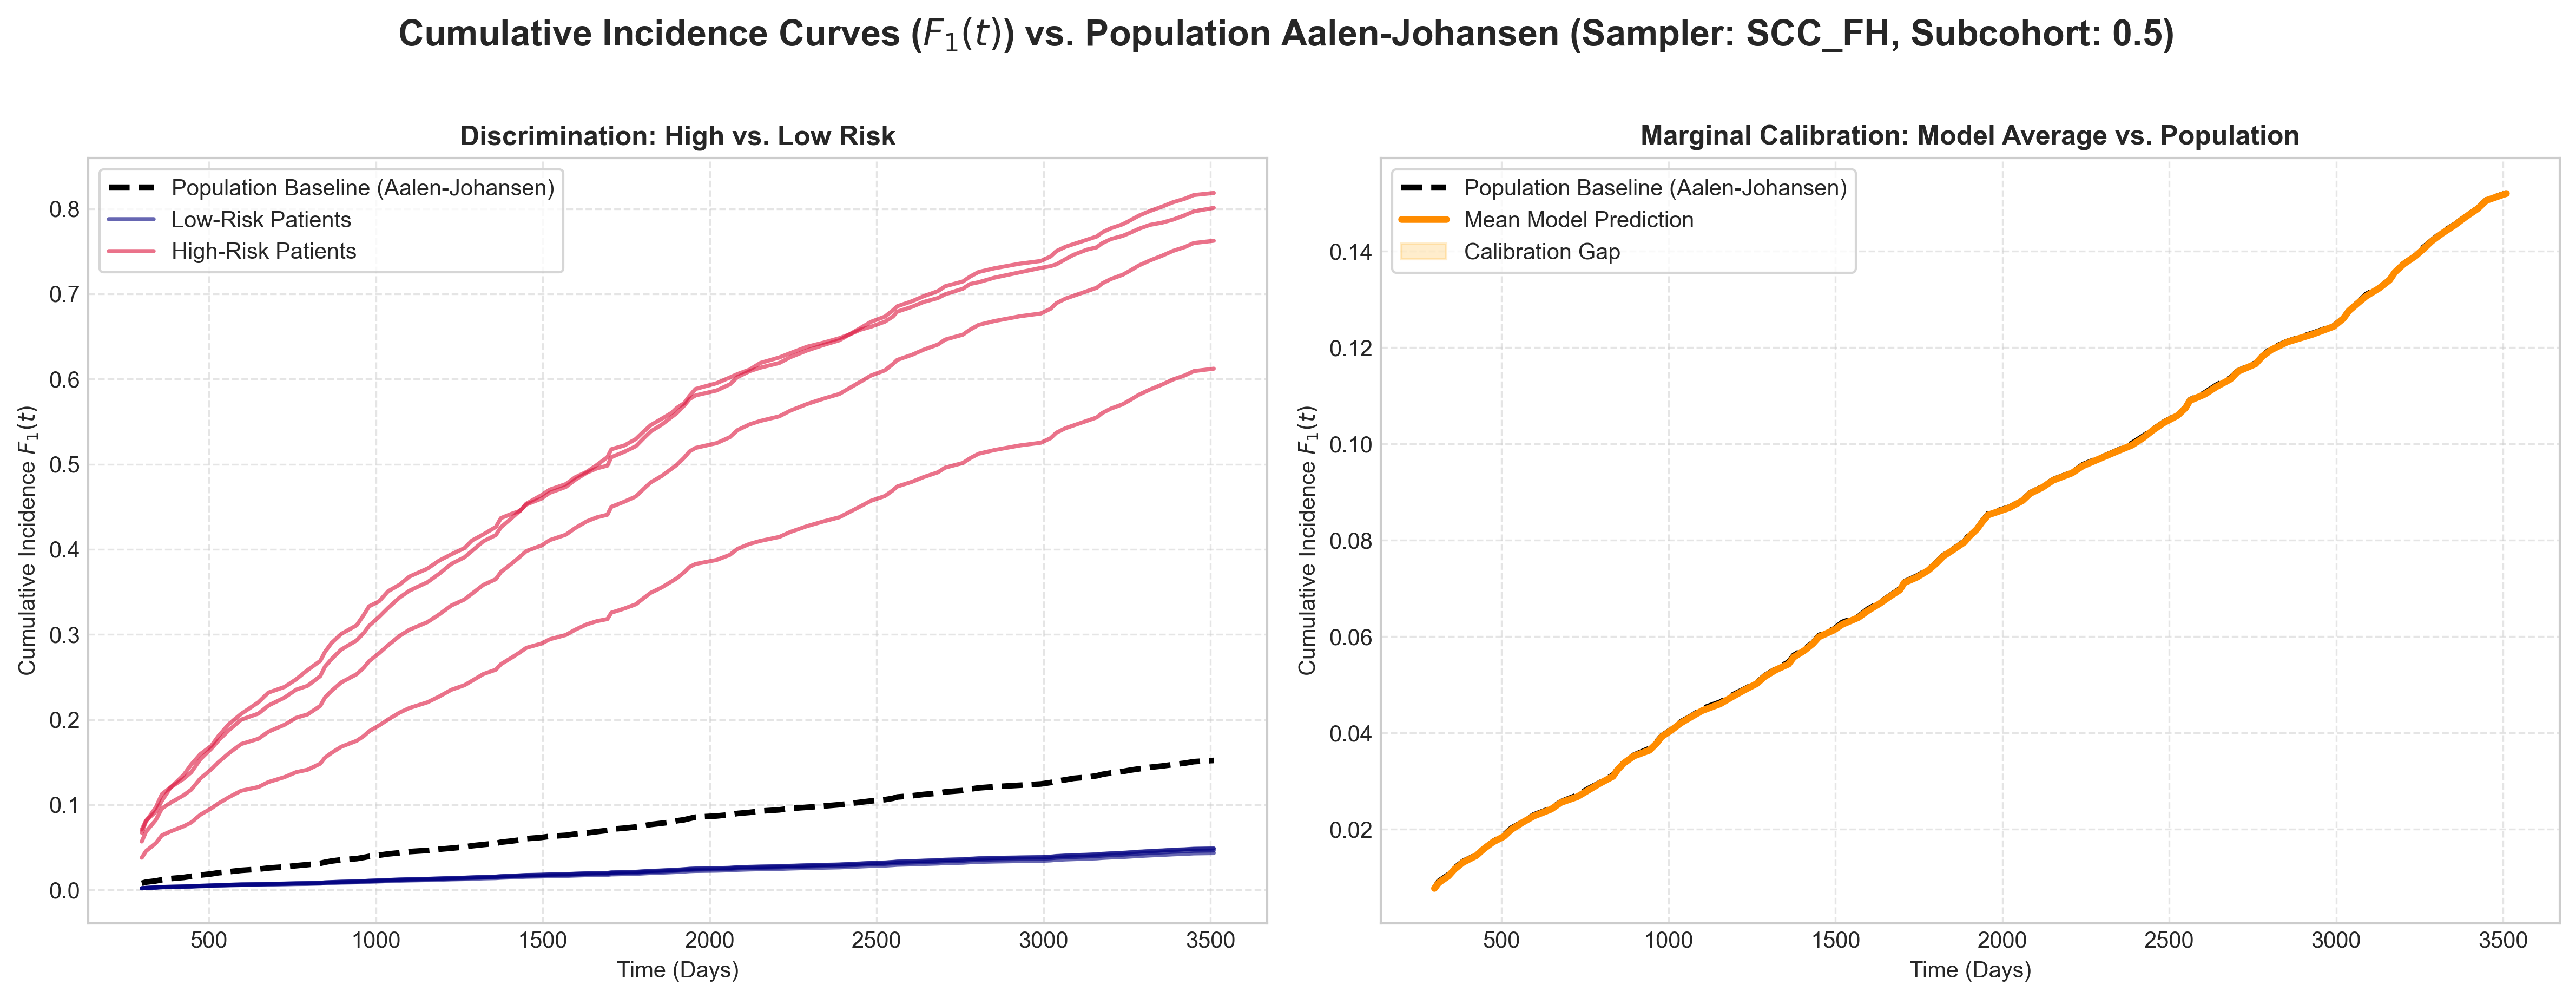 Cumulative Incidence Curves (F₁(t)) vs. Population Aalen-Johansen (Sampler: SCC_FH, Subcohort: 0.5)
Discrimination: High vs. Low Risk
Population Baseline (Aalen-Johansen)
Low-Risk Patients
High-Risk Patients
Cumulative Incidence F₁(t)
0.8
0.7
0.6
0.5
0.4
0.3
0.2
0.1
0.0
500 1000 1500 2000 2500 3000 3500
Time (Days)
Marginal Calibration: Model Average vs. Population
Population Baseline (Aalen-Johansen)
Mean Model Prediction
Calibration Gap
Cumulative Incidence F₁(t)
0.14
0.12
0.10
0.08
0.06
0.04
0.02
500 1000 1500 2000 2500 3000 3500
Time (Days)